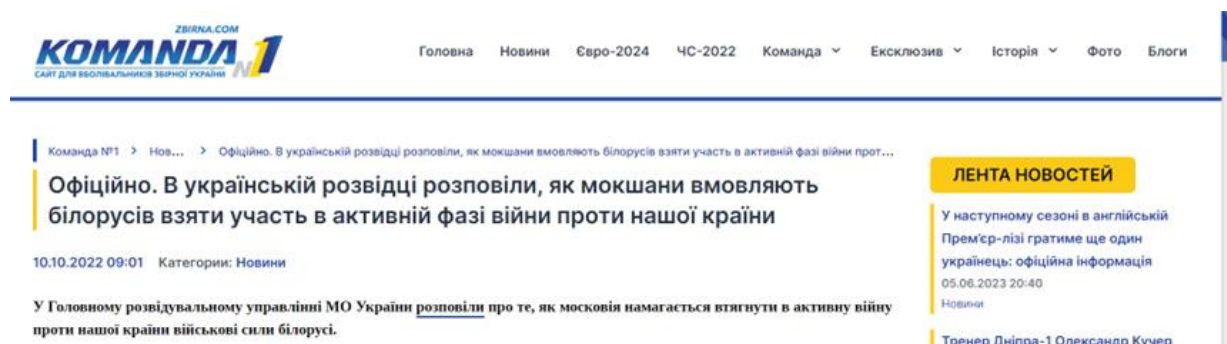 ZBIRNA.COM
KOMANDA №1
САЙТ ДЛЯ ВБОЛІВАЛЬНИКІВ ЗБІРНОЇ УКРАЇНИ
Головна Новини Євро-2024 ЧС-2022 Команда Ексклюзив Історія Фото Блоги
Команда №1 > Нов... > Офіційно. В українській розвідці розповіли, як мокшани вмовляють білорусів взяти участь в активній фазі війни прот...
Офіційно. В українській розвідці розповіли, як мокшани вмовляють
білорусів взяти участь в активній фазі війни проти нашої країни
10.10.2022 09:01 Категории: Новини
У Головному розвідувальному управлінні МО України розповіли про те, як московія намагається втягнути в активну війну
проти нашої країни військові сили білорусі.
ЛЕНТА НОВОСТЕЙ
У наступному сезоні в англійській
Прем'єр-лізі гратиме ще один
українець: офіційна інформація
05.06.2023 20:40
Новини
Тренер Дніпра-1 Олександр Кучер